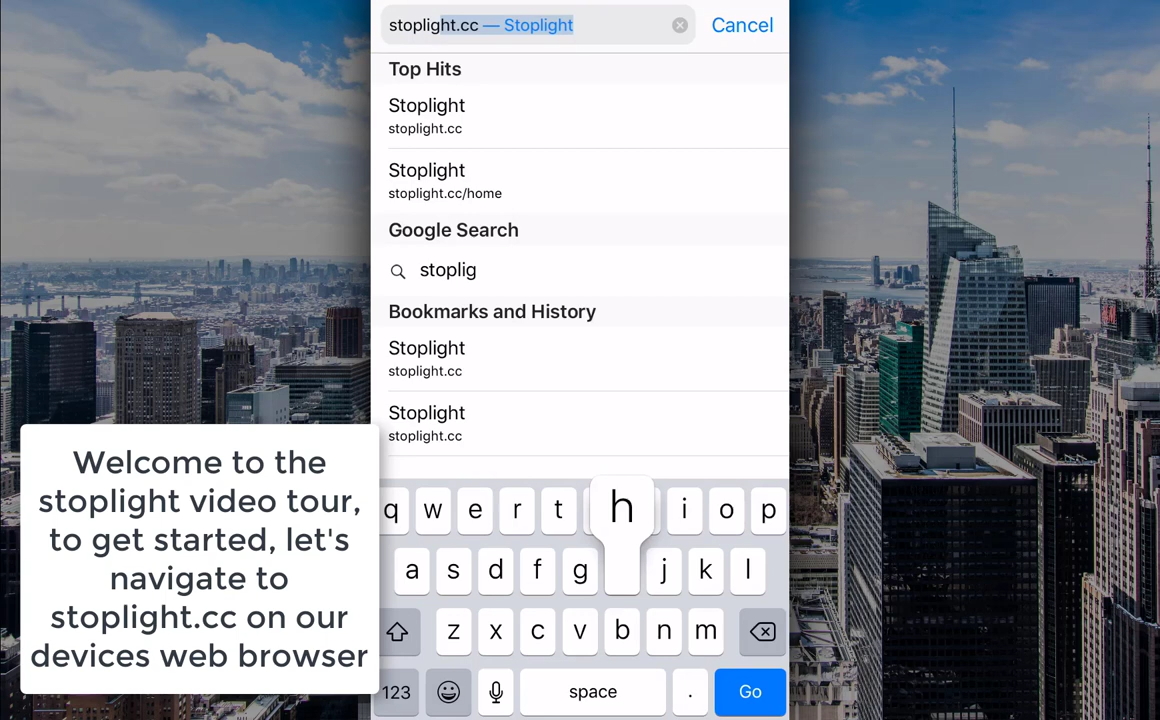 stoplight.cc — Stoplight
Cancel
Top Hits
Stoplight
stoplight.cc
Stoplight
stoplight.cc/home
Google Search
stoplig
Bookmarks and History
Stoplight
stoplight.cc
Stoplight
stoplight.cc
Welcome to the
stoplight video tour,
to get started, let's
navigate to
stoplight.cc on our
devices web browser
q w e r t h i o p
a s d f g j k l
z x c v b n m
123 space . Go